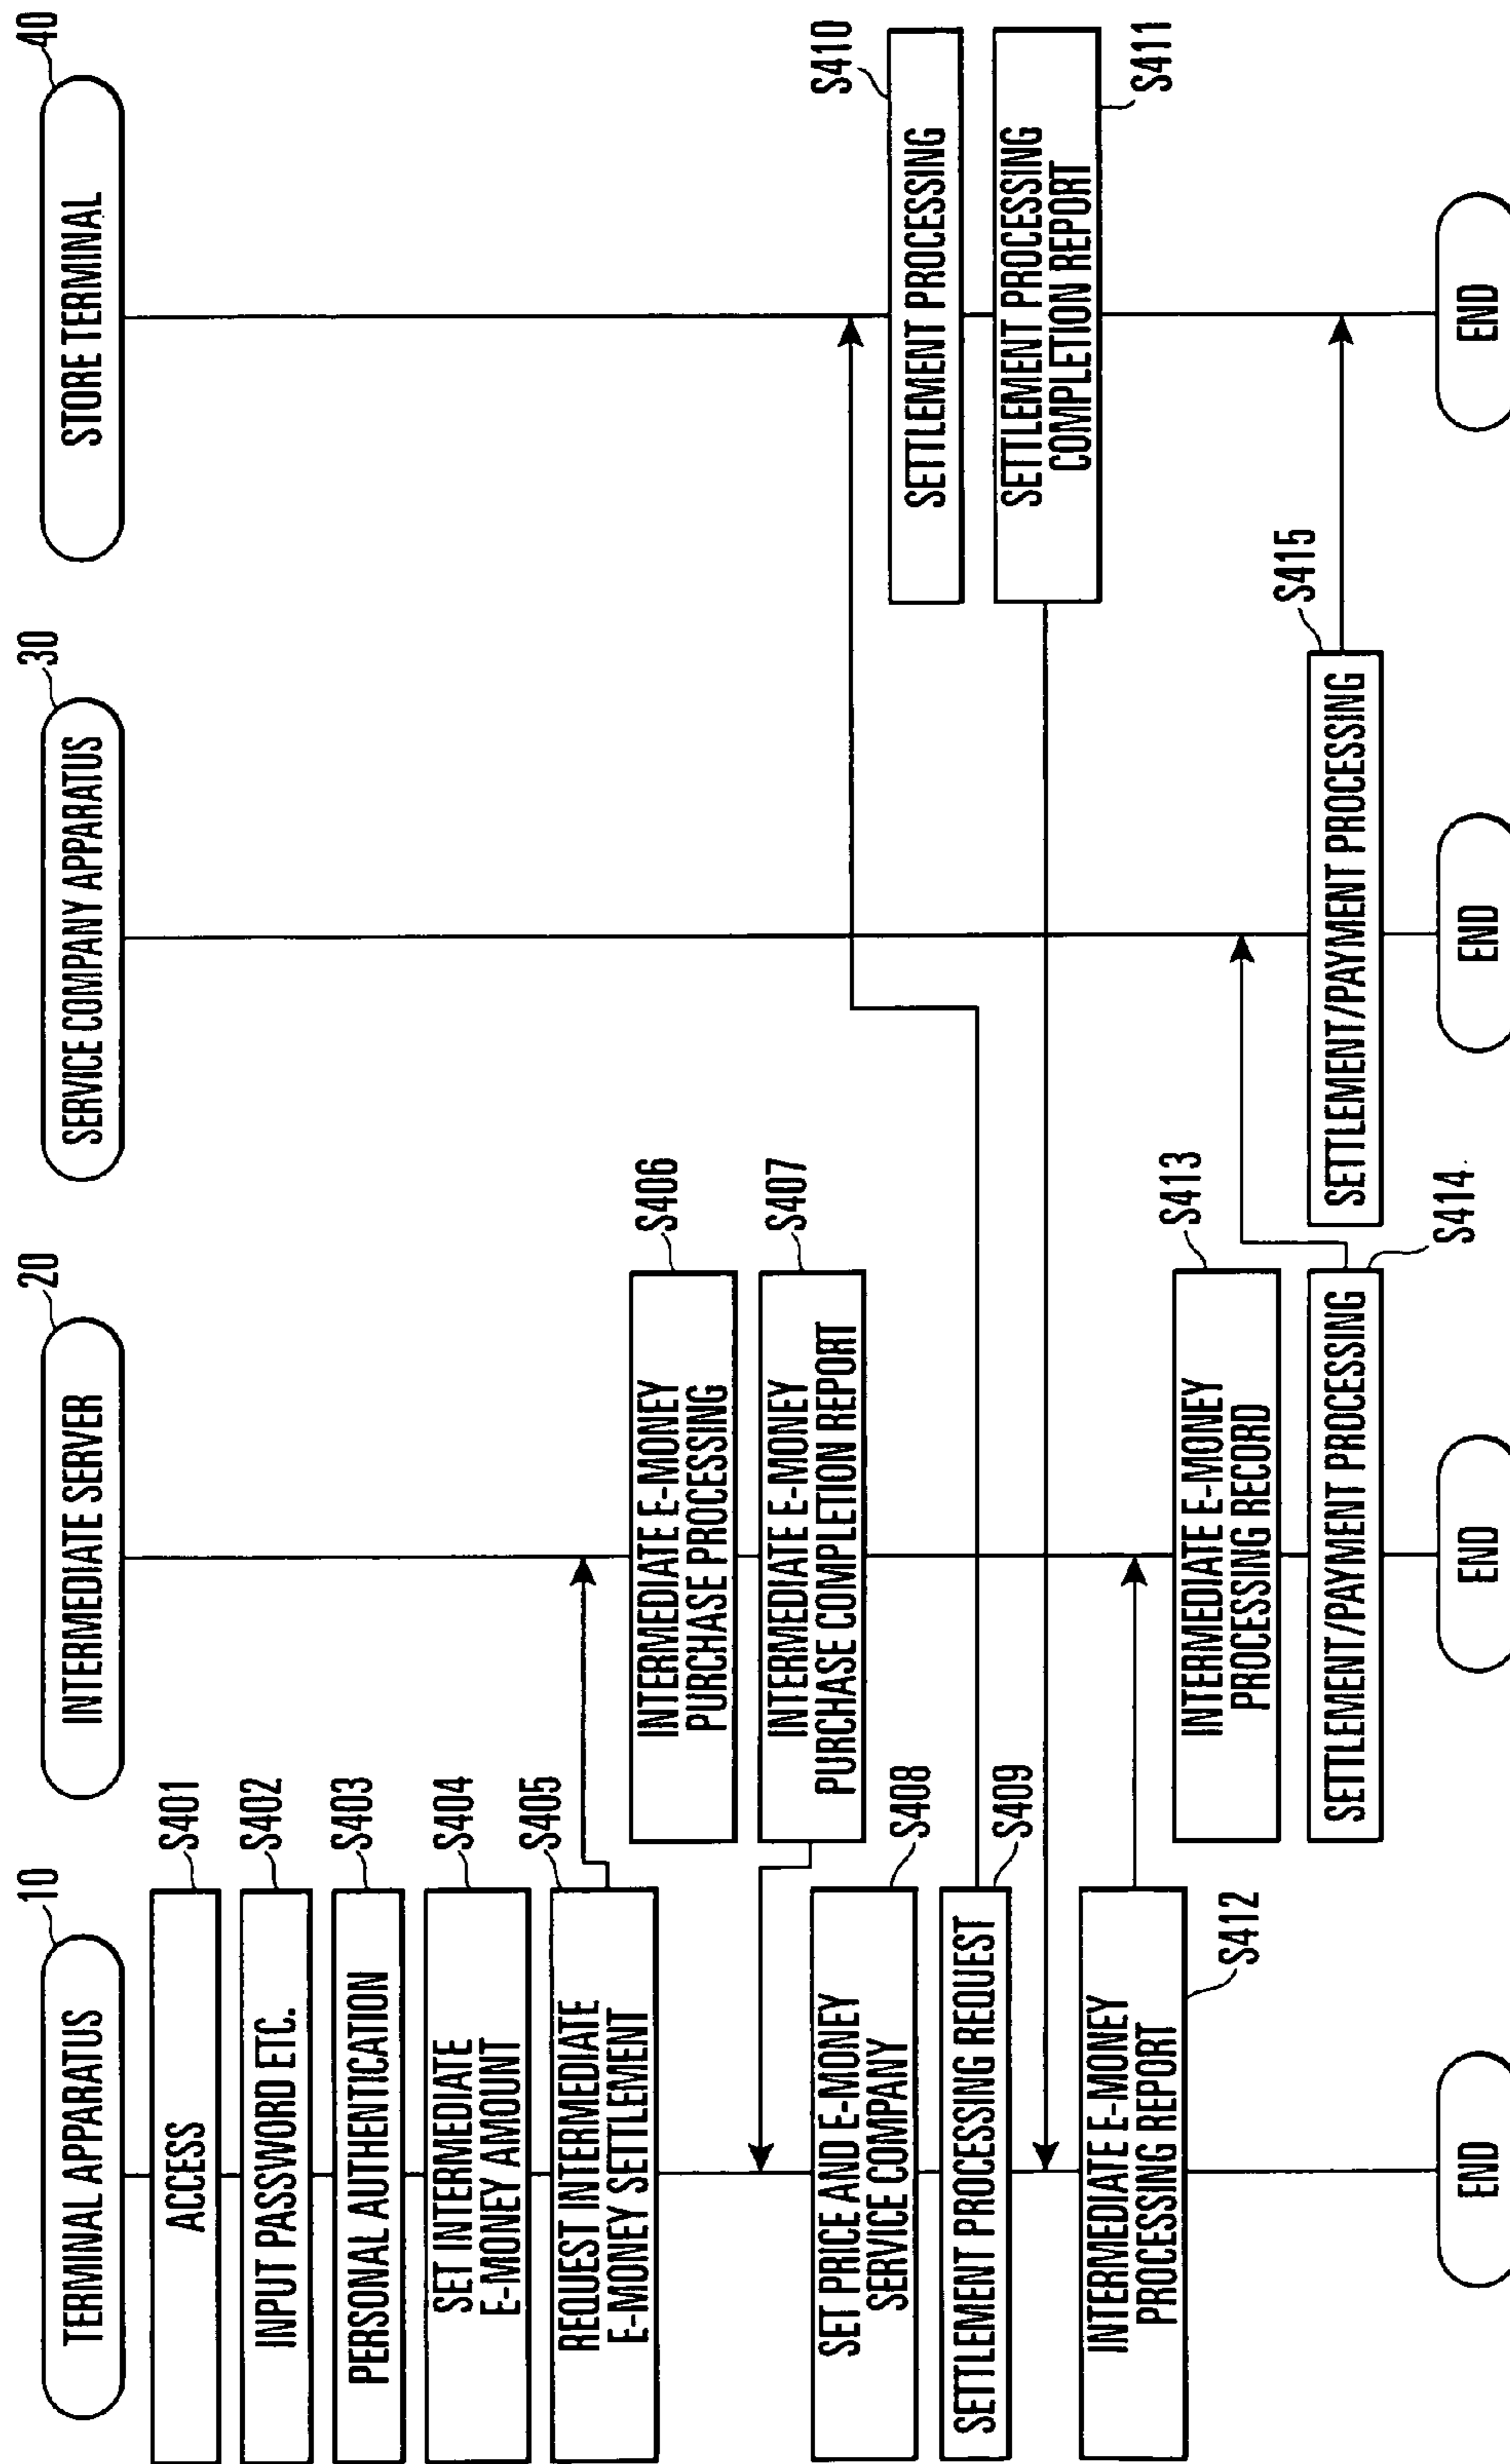 10
TERMINAL APPARATUS
20
INTERMEDIATE SERVER
30
SERVICE COMPANY APPARATUS
40
STORE TERMINAL
S401
ACCESS
S402
INPUT PASSWORD ETC.
S403
PERSONAL AUTHENTICATION
S404
SET INTERMEDIATE
E-MONEY AMOUNT
S405
REQUEST INTERMEDIATE
E-MONEY SETTLEMENT
S406
INTERMEDIATE E-MONEY
PURCHASE PROCESSING
S407
INTERMEDIATE E-MONEY
PURCHASE COMPLETION REPORT
S408
SET PRICE AND E-MONEY
SERVICE COMPANY
S409
SETTLEMENT PROCESSING REQUEST
S410
SETTLEMENT PROCESSING
S411
SETTLEMENT PROCESSING
COMPLETION REPORT
S412
INTERMEDIATE E-MONEY
PROCESSING REPORT
S413
INTERMEDIATE E-MONEY
PROCESSING RECORD
S414
SETTLEMENT/PAYMENT PROCESSING
S415
SETTLEMENT/PAYMENT PROCESSING
END
END
END
END